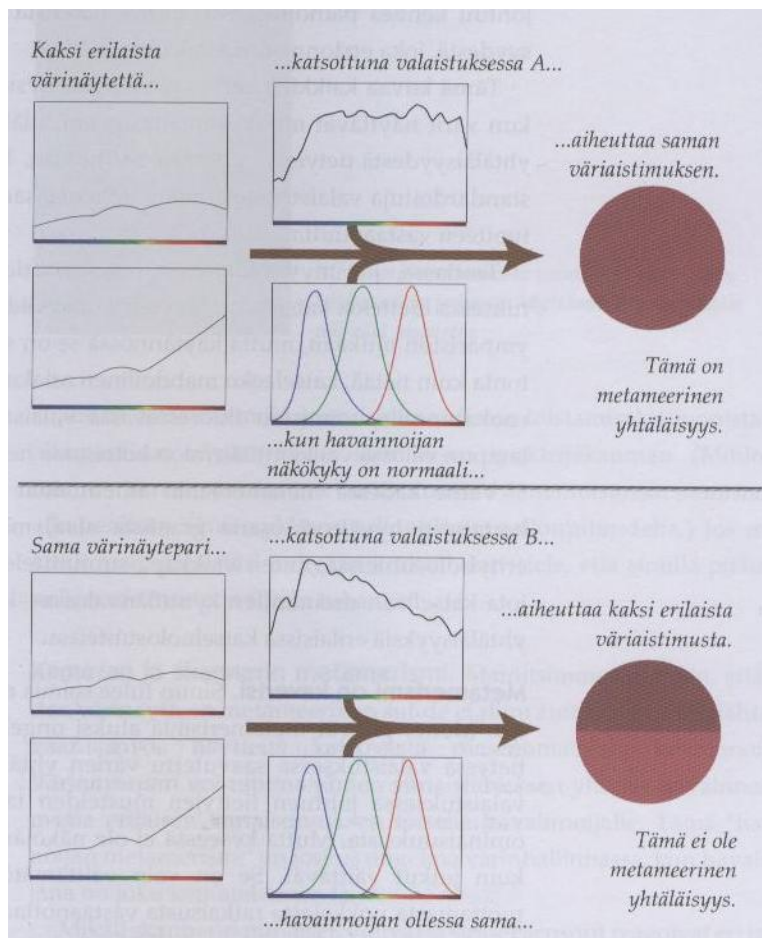 Kaksi erilaista
värinäytettä...
...katsottuna valaistuksessa A...
...aiheuttaa saman
väriaistimuksen.
Tämä on
metameerinen
yhtäläisyys.
...kun havainnoijan
näkökyky on normaali...
Sama värinäytepari...
...katsottuna valaistuksessa B...
...aiheuttaa kaksi erilaista
väriaistimusta.
Tämä ei ole
metameerinen
yhtäläisyys.
...havainnoijan ollessa sama...